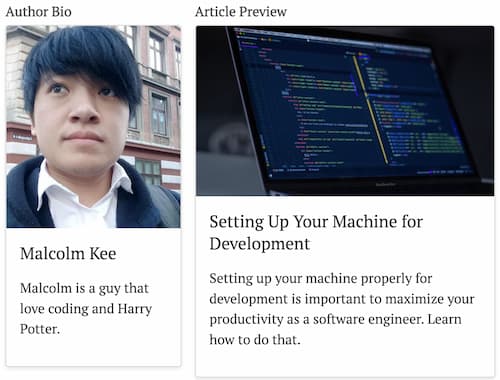 Author Bio
Article Preview
Malcolm Kee
Malcolm is a guy that
love coding and Harry
Potter.
Setting Up Your Machine for
Development
Setting up your machine properly for
development is important to maximize your
productivity as a software engineer. Learn
how to do that.